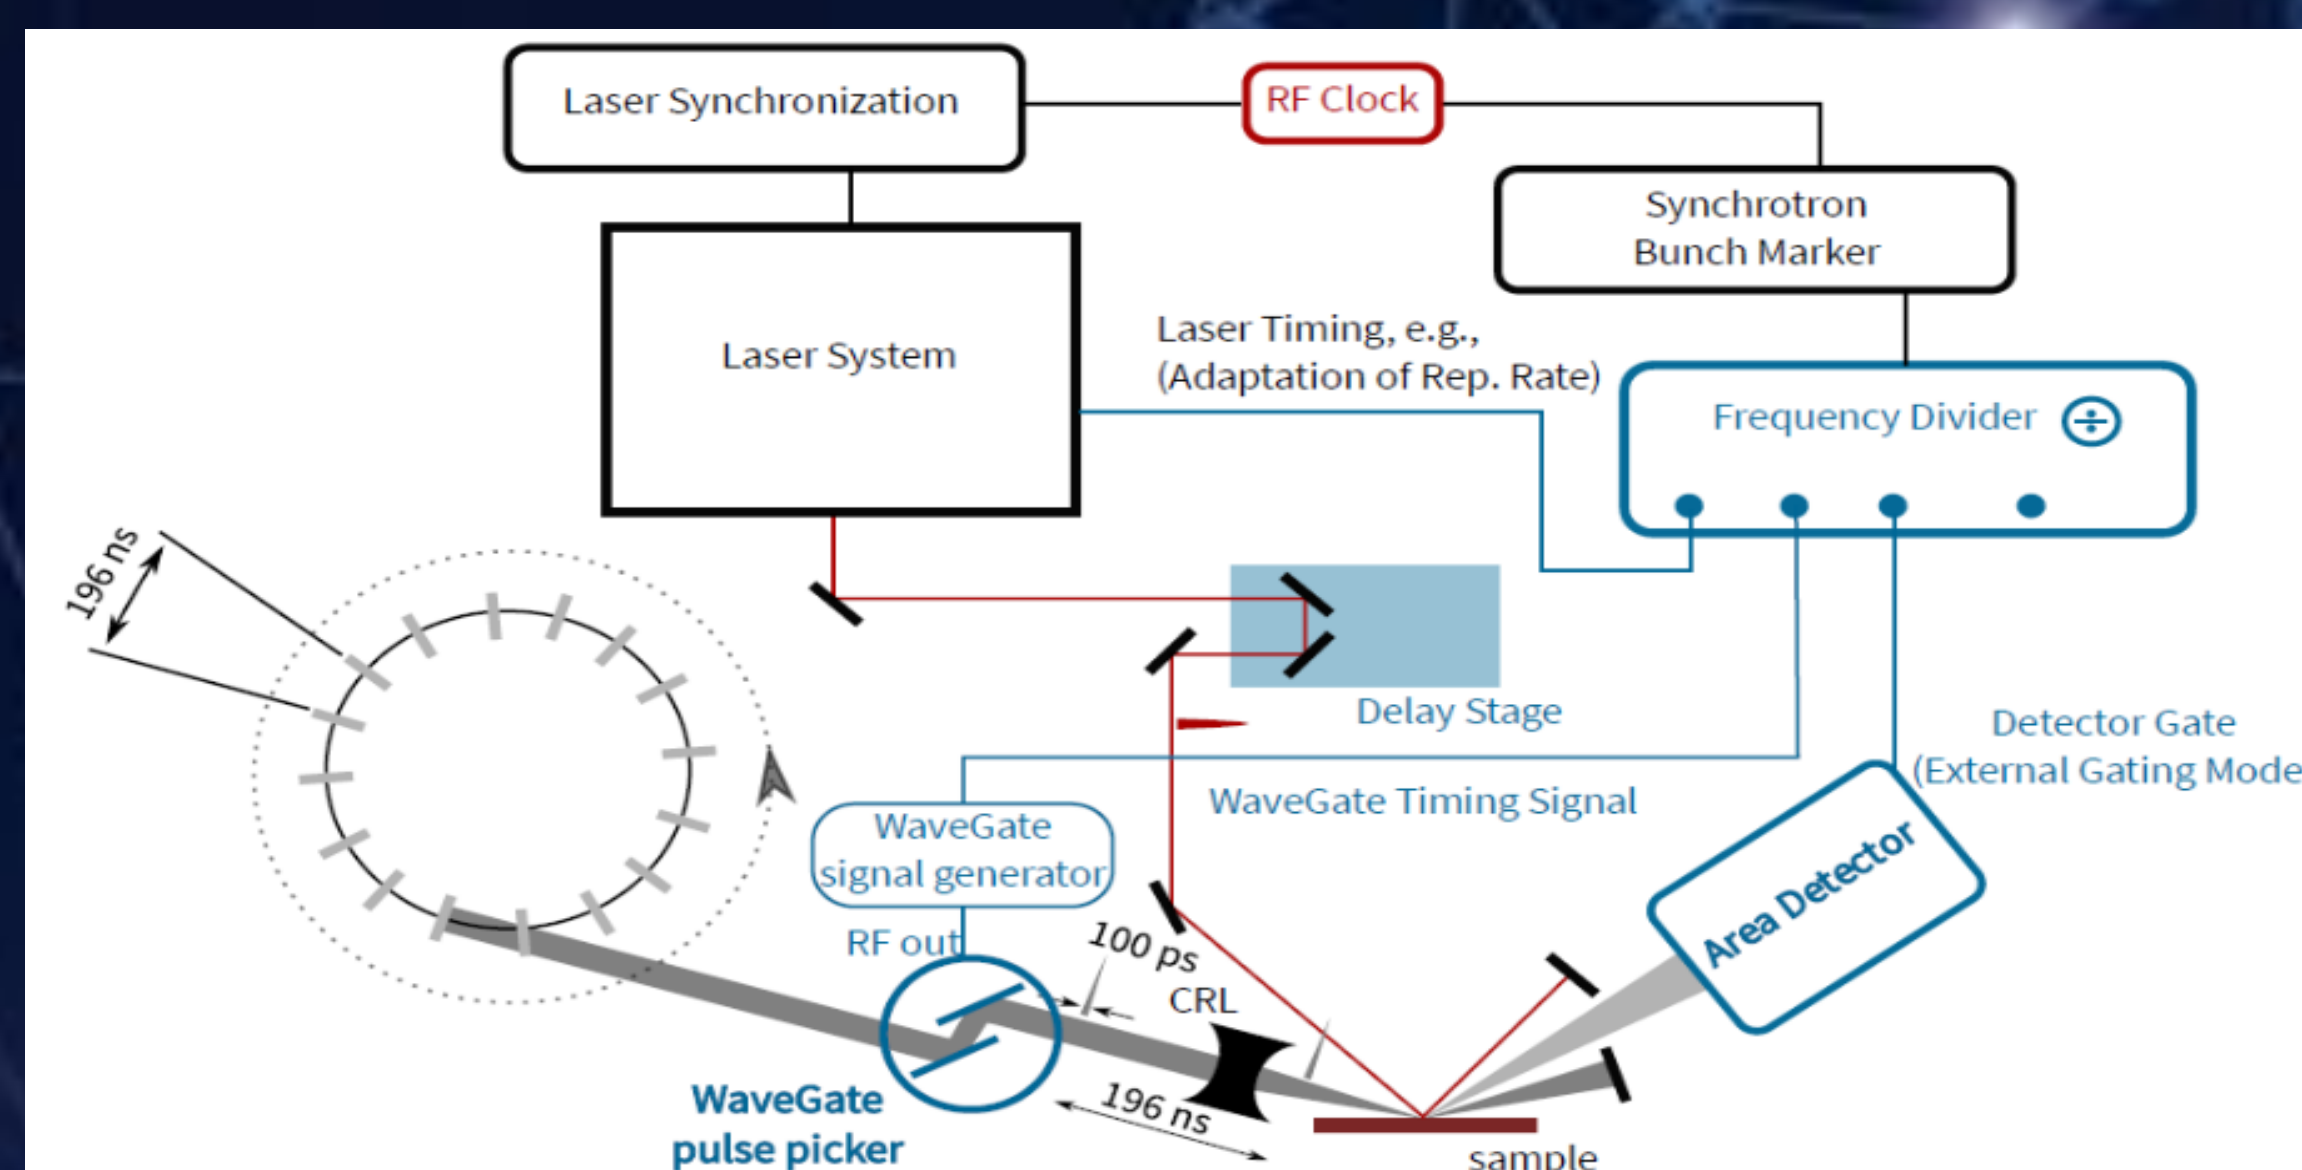 Laser Synchronization
RF Clock
Synchrotron
Bunch Marker
Laser System
Laser Timing, e.g.,
(Adaptation of Rep. Rate)
Frequency Divider ÷
196 ns
Delay Stage
Detector Gate
(External Gating Mode
WaveGate Timing Signal
WaveGate
signal generator
Area Detector
RF out
100 ps
CRL
196 ns
WaveGate
pulse picker
sample